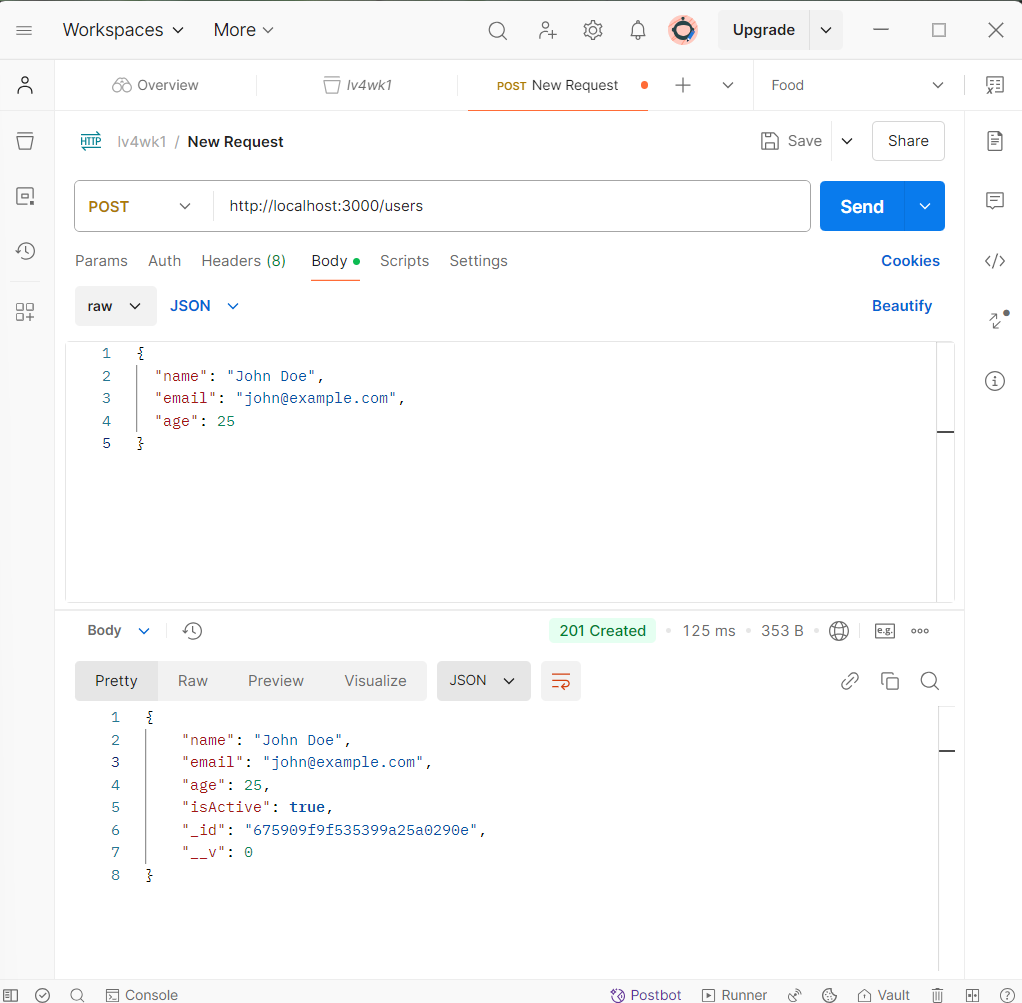 Workspaces More Upgrade
Overview lv4wk1 POST New Request Food
HTTP lv4wk1 / New Request Save Share
POST http://localhost:3000/users Send
Params Auth Headers (8) Body Scripts Settings Cookies
raw JSON Beautify
1 {
2 "name": "John Doe",
3 "email": "john@example.com",
4 "age": 25
5 }
Body 201 Created 125 ms 353 B e.g.
Pretty Raw Preview Visualize JSON
1 {
2 "name": "John Doe",
3 "email": "john@example.com",
4 "age": 25,
5 "isActive": true,
6 "_id": "675909f9f535399a25a0290e",
7 "__v": 0
8 }
Console Postbot Runner Vault